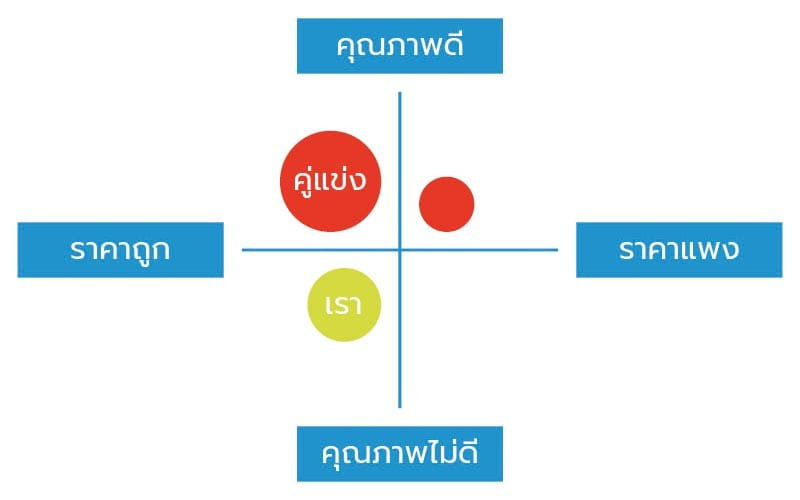 คุณภาพดี
คู่แข่ง
ราคาถูก
ราคาแพง
เรา
คุณภาพไม่ดี